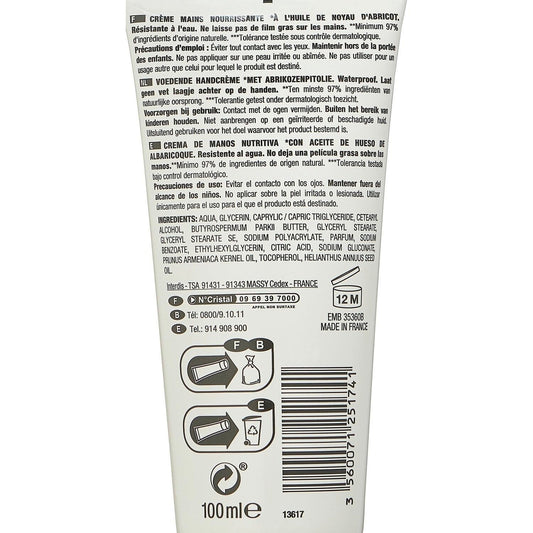 F CRÈME MAINS NOURRISSANTE *À L'HUILE DE NOYAU D'ABRICOT.
Résistante à l'eau. Ne laisse pas de film gras sur les mains. **Minimum 97%
d'ingrédients d'origine naturelle. ***Tolérance testée sous contrôle dermatologique.
Précautions d'emploi : Éviter tout contact avec les yeux. Maintenir hors de la portée
des enfants. Ne pas appliquer sur une peau irritée ou abîmée. Ne pas utiliser pour un
usage autre que celui pour lequel le produit est destiné.
NL VOEDENDE HANDCRÈME *MET ABRIKOZENPITOLIE. Waterproof. Laat
geen vet laagje achter op de handen. **Ten minste 97% ingrediënten van
natuurlijke oorsprong. ***Tolerantie getest onder dermatologisch toezicht.
Voorzorgen bij gebruik: Contact met de ogen vermijden. Buiten het bereik van
kinderen houden. Niet aanbrengen op een geïrriteerde of beschadigde huid.
Uitsluitend gebruiken voor het doel waarvoor het product bestemd is.
E CREMA DE MANOS NUTRITIVA *CON ACEITE DE HUESO DE
ALBARICOQUE. Resistente al agua. No deja una película grasa sobre las
manos.**Mínimo 97% de ingredientes de origen natural. ***Tolerancia testada
bajo control dermatológico.
Precauciones de uso: Evitar el contacto con los ojos. Mantener fuera del
alcance de los niños. No aplicar sobre la piel irritada o lesionada. Utilizar
únicamente para el uso para el que el producto está destinado.
INGREDIENTS: AQUA, GLYCERIN, CAPRYLIC / CAPRIC TRIGLYCERIDE, CETEARYL
ALCOHOL, BUTYROSPERMUM PARKII BUTTER, GLYCERYL STEARATE,
GLYCERYL STEARATE SE, SODIUM POLYACRYLATE, PARFUM, SODIUM
BENZOATE, ETHYLHEXYLGLYCERIN, CITRIC ACID, SODIUM GLUCONATE,
PRUNUS ARMENIACA KERNEL OIL, TOCOPHEROL, HELIANTHUS ANNUUS SEED
OIL.
Interdis - TSA 91431 - 91343 MASSY Cedex - FRANCE
F N°Cristal 09 69 39 7000
APPEL NON SURTAXE
B Tél: 0800/9.10.11
E Tel.: 914 908 900
12 M
EMB 35360B
MADE IN FRANCE
F B
E
®
100 ml e
13617
3 560071 251741